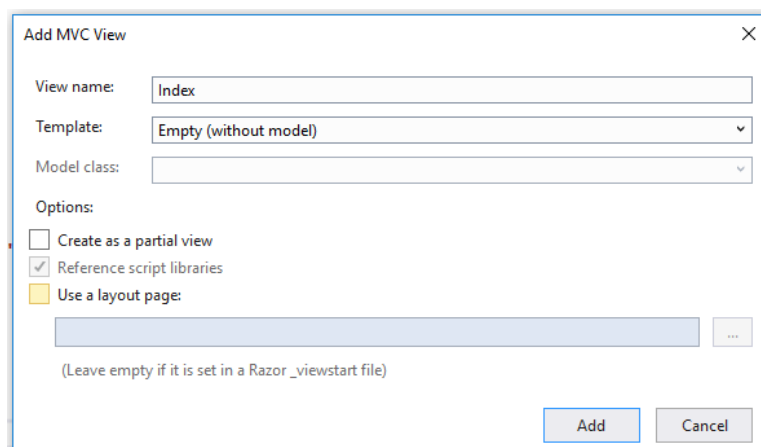 Add MVC View
View name: Index
Template: Empty (without model)
Model class:
Options:
Create as a partial view
Reference script libraries
Use a layout page:
...
(Leave empty if it is set in a Razor _viewstart file)
Add Cancel